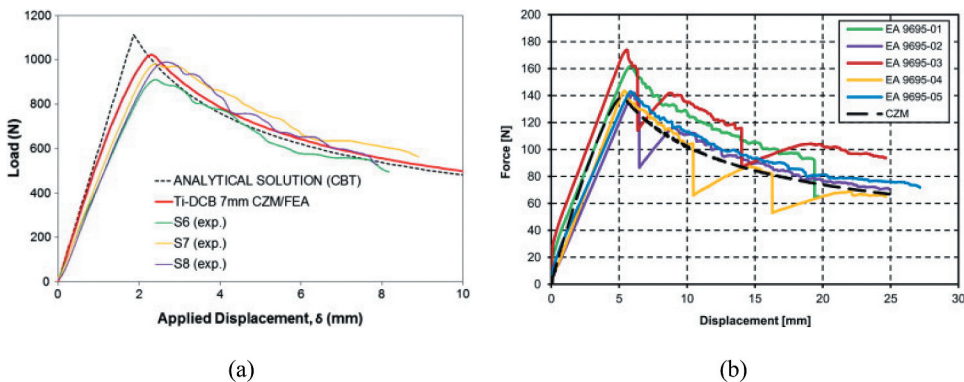 1200
1000
800
600
400
200
0
Load (N)
ANALYTICAL SOLUTION (CBT)
Ti-DCB 7mm CZM/FEA
S6 (exp.)
S7 (exp.)
S8 (exp.)
0 2 4 6 8 10
Applied Displacement, δ (mm)
(a)
200
180
160
140
120
100
80
60
40
20
0
Force [N]
EA 9695-01
EA 9695-02
EA 9695-03
EA 9695-04
EA 9695-05
CZM
0 5 10 15 20 25 30
Displacement [mm]
(b)